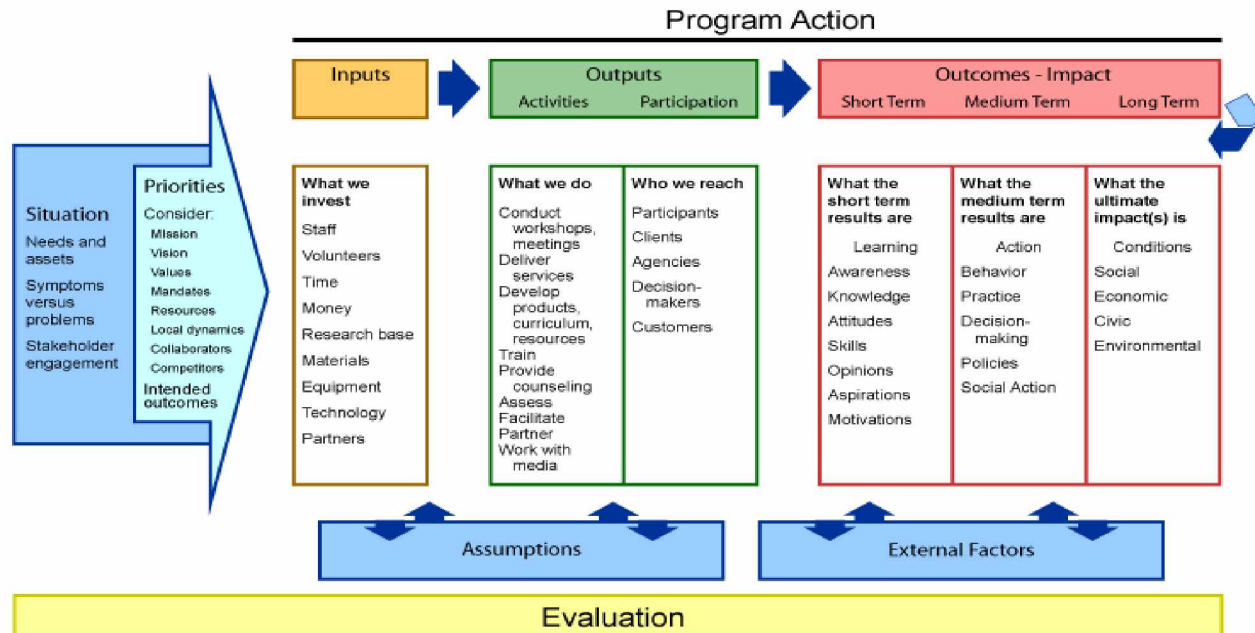 Program Action
Inputs
Outputs
Activities Participation
Outcomes - Impact
Short Term Medium Term Long Term
Situation
Needs and
assets
Symptoms
versus
problems
Stakeholder
engagement
Priorities
Consider:
Mission
Vision
Values
Mandates
Resources
Local dynamics
Collaborators
Competitors
Intended
outcomes
What we
invest
Staff
Volunteers
Time
Money
Research base
Materials
Equipment
Technology
Partners
What we do
Conduct
workshops,
meetings
Deliver
services
Develop
products,
curriculum,
resources
Train
Provide
counseling
Assess
Facilitate
Partner
Work with
media
Who we reach
Participants
Clients
Agencies
Decision-
makers
Customers
What the
short term
results are
Learning
Awareness
Knowledge
Attitudes
Skills
Opinions
Aspirations
Motivations
What the
medium term
results are
Action
Behavior
Practice
Decision-
making
Policies
Social Action
What the
ultimate
impact(s) is
Conditions
Social
Economic
Civic
Environmental
Assumptions
External Factors
Evaluation